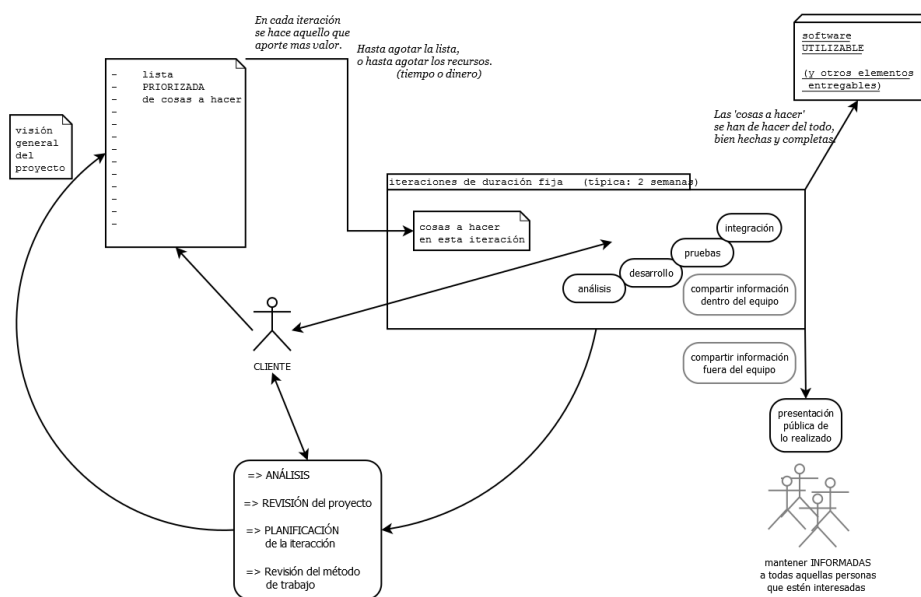 En cada iteración
se hace aquello que
aporte mas valor.
Hasta agotar la lista,
o hasta agotar los recursos.
(tiempo o dinero)
software
UTILIZABLE
(y otros elementos
entregables)
lista
PRIORIZADA
de cosas a hacer
visión
general
del
proyecto
Las 'cosas a hacer'
se han de hacer del todo,
bien hechas y completas.
iteraciones de duración fija (típica: 2 semanas)
cosas a hacer
en esta iteración
integración
pruebas
desarrollo
análisis
compartir información
dentro del equipo
CLIENTE
compartir información
fuera del equipo
presentación
pública de
lo realizado
=> ANÁLISIS
=> REVISIÓN del proyecto
=> PLANIFICACIÓN
de la iteracción
=> Revisión del método
de trabajo
mantener INFORMADAS
a todas aquellas personas
que estén interesadas